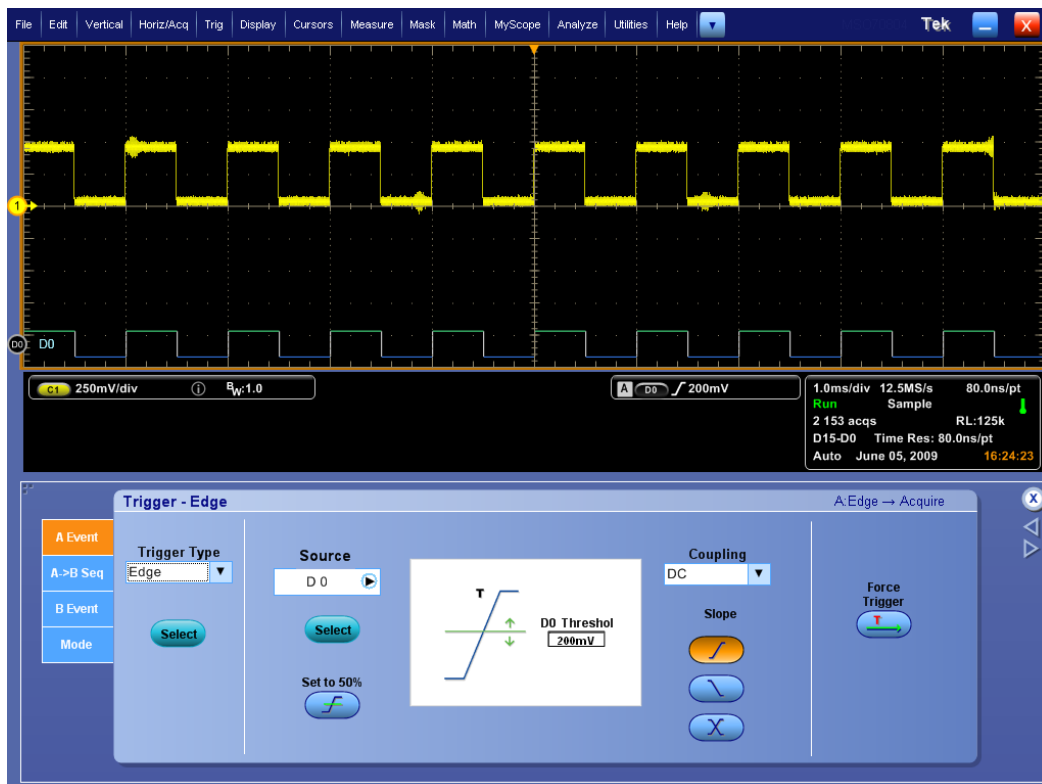 File Edit Vertical Horiz/Acq Trig Display Cursors Measure Mask Math MyScope Analyze Utilities Help Tek X
1
D0 D0
C1 250mV/div i BW:1.0
A D0 200mV
1.0ms/div 12.5MS/s 80.0ns/pt
Run Sample
2 153 acqs RL:125k
D15-D0 Time Res: 80.0ns/pt
Auto June 05, 2009 16:24:23
Trigger - Edge A:Edge → Acquire X
A Event
A->B Seq
B Event
Mode
Trigger Type
Edge
Select
Source
D 0
Select
Set to 50%
T
D0 Threshol
200mV
Coupling
DC
Slope
Force
Trigger
T